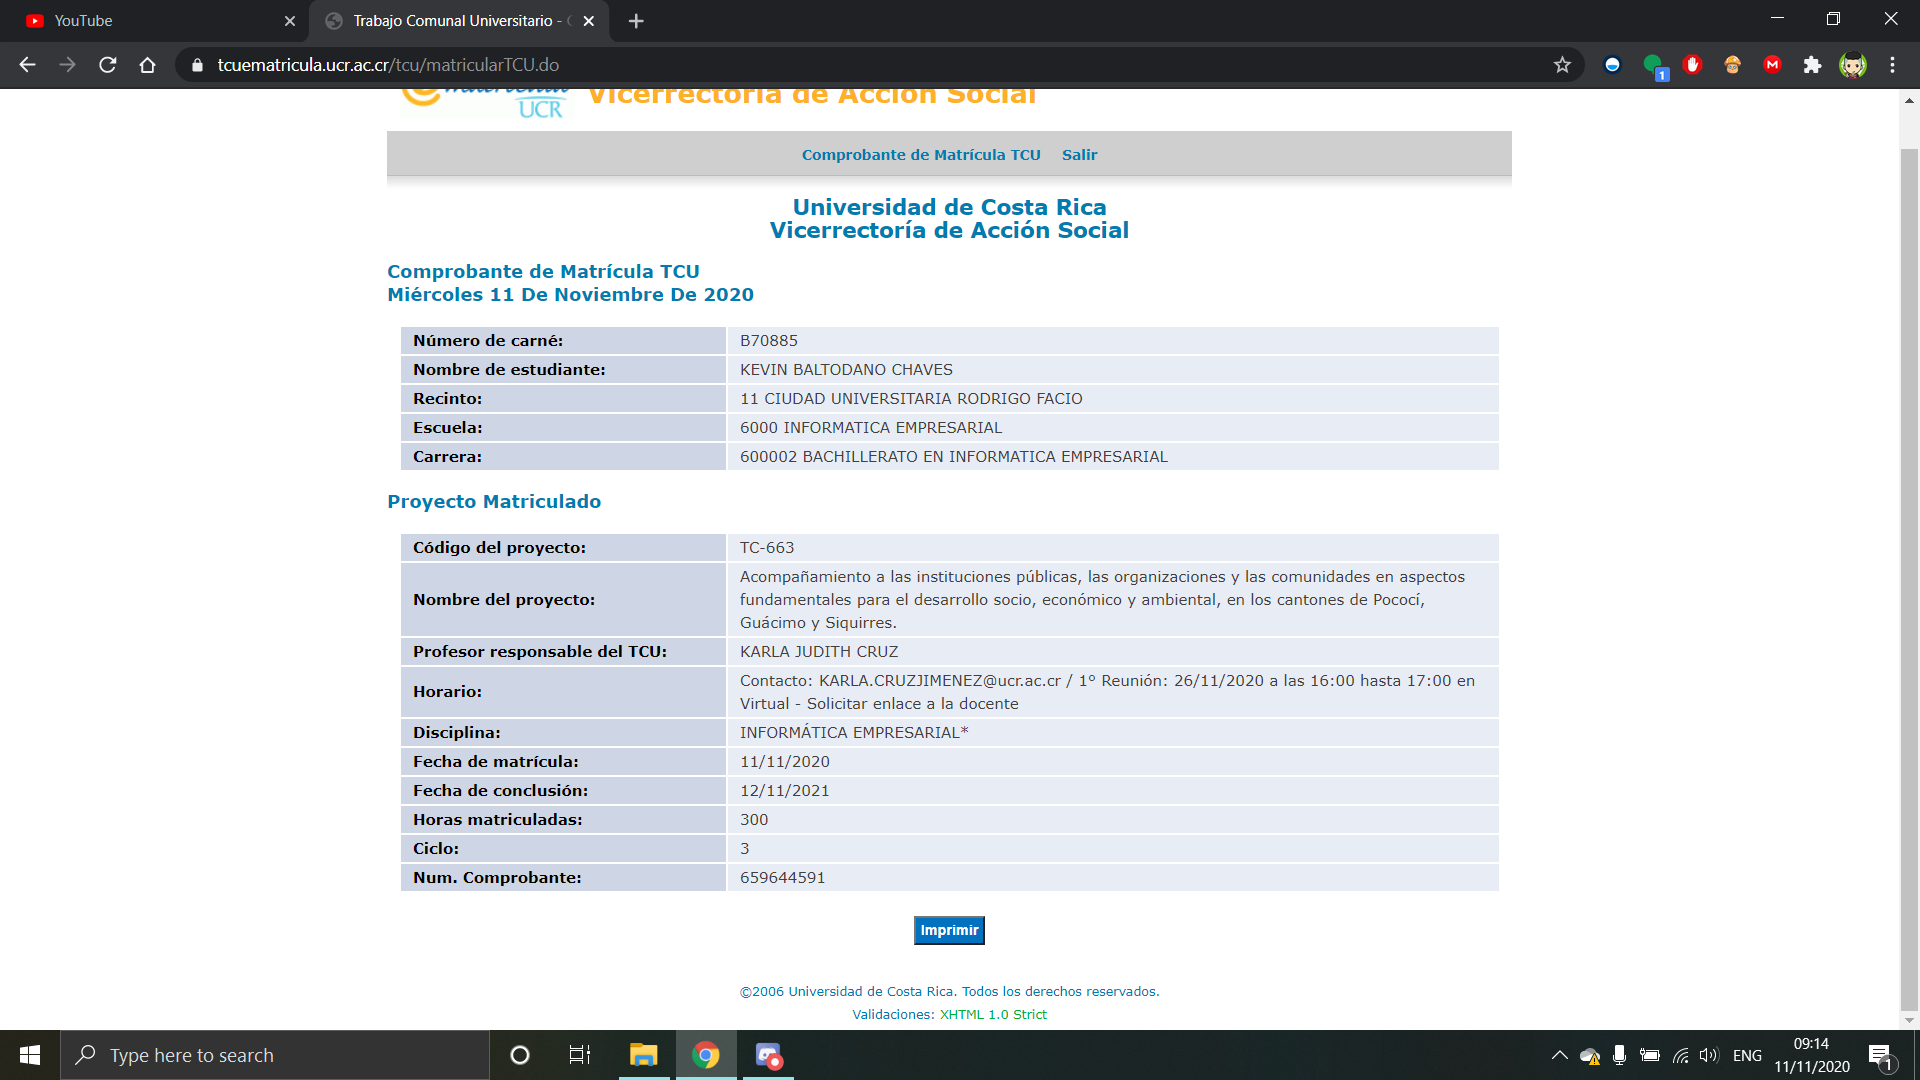 YouTube
Trabajo Comunal Universitario -
tcuematricula.ucr.ac.cr/tcu/matricularTCU.do
1
UCR
Vicerrectoría de Acción Social
Comprobante de Matrícula TCU Salir
Universidad de Costa Rica
Vicerrectoría de Acción Social
Comprobante de Matrícula TCU
Miércoles 11 De Noviembre De 2020
Número de carné: B70885
Nombre de estudiante: KEVIN BALTODANO CHAVES
Recinto: 11 CIUDAD UNIVERSITARIA RODRIGO FACIO
Escuela: 6000 INFORMATICA EMPRESARIAL
Carrera: 600002 BACHILLERATO EN INFORMATICA EMPRESARIAL
Proyecto Matriculado
Código del proyecto: TC-663
Nombre del proyecto: Acompañamiento a las instituciones públicas, las organizaciones y las comunidades en aspectos
fundamentales para el desarrollo socio, económico y ambiental, en los cantones de Pococí,
Guácimo y Siquirres.
Profesor responsable del TCU: KARLA JUDITH CRUZ
Horario: Contacto: KARLA.CRUZJIMENEZ@ucr.ac.cr / 1º Reunión: 26/11/2020 a las 16:00 hasta 17:00 en
Virtual - Solicitar enlace a la docente
Disciplina: INFORMÁTICA EMPRESARIAL*
Fecha de matrícula: 11/11/2020
Fecha de conclusión: 12/11/2021
Horas matriculadas: 300
Ciclo: 3
Num. Comprobante: 659644591
Imprimir
©2006 Universidad de Costa Rica. Todos los derechos reservados.
Validaciones: XHTML 1.0 Strict
Type here to search
ENG
09:14
11/11/2020
1